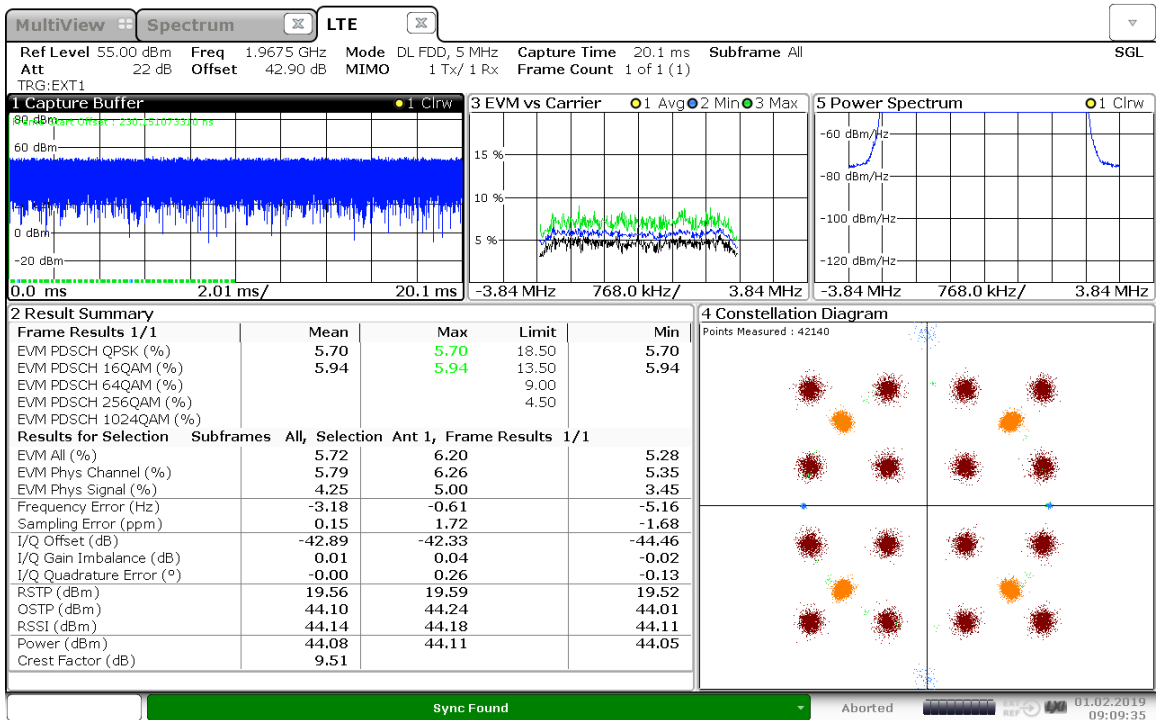 MultiView Spectrum LTE
Ref Level 55.00 dBm Freq 1.9675 GHz Mode DL FDD, 5 MHz Capture Time 20.1 ms Subframe All SGL
Att 22 dB Offset 42.90 dB MIMO 1 Tx/ 1 Rx Frame Count 1 of 1 (1)
TRG:EXT1
1 Capture Buffer 1 Clrw
80 dBm
Frame Start Offset : 230.251073310 ms
60 dBm
0 dBm
-20 dBm
0.0 ms 2.01 ms/ 20.1 ms
3 EVM vs Carrier 1 Avg 2 Min 3 Max
15 %
10 %
5 %
-3.84 MHz 768.0 kHz/ 3.84 MHz
5 Power Spectrum 1 Clrw
-60 dBm/Hz
-80 dBm/Hz
-100 dBm/Hz
-120 dBm/Hz
-3.84 MHz 768.0 kHz/ 3.84 MHz
2 Result Summary
Frame Results 1/1 Mean Max Limit Min
EVM PDSCH QPSK (%) 5.70 5.70 18.50 5.70
EVM PDSCH 16QAM (%) 5.94 5.94 13.50 5.94
EVM PDSCH 64QAM (%) 9.00
EVM PDSCH 256QAM (%) 4.50
EVM PDSCH 1024QAM (%)
Results for Selection Subframes All, Selection Ant 1, Frame Results 1/1
EVM All (%) 5.72 6.20 5.28
EVM Phys Channel (%) 5.79 6.26 5.35
EVM Phys Signal (%) 4.25 5.00 3.45
Frequency Error (Hz) -3.18 -0.61 -5.16
Sampling Error (ppm) 0.15 1.72 -1.68
I/Q Offset (dB) -42.89 -42.33 -44.46
I/Q Gain Imbalance (dB) 0.01 0.04 -0.02
I/Q Quadrature Error (°) -0.00 0.26 -0.13
RSTP (dBm) 19.56 19.59 19.52
OSTP (dBm) 44.10 44.24 44.01
RSSI (dBm) 44.14 44.18 44.11
Power (dBm) 44.08 44.11 44.05
Crest Factor (dB) 9.51
4 Constellation Diagram
Points Measured : 42140
Sync Found Aborted EXT REF LXI 01.02.2019
09:09:35